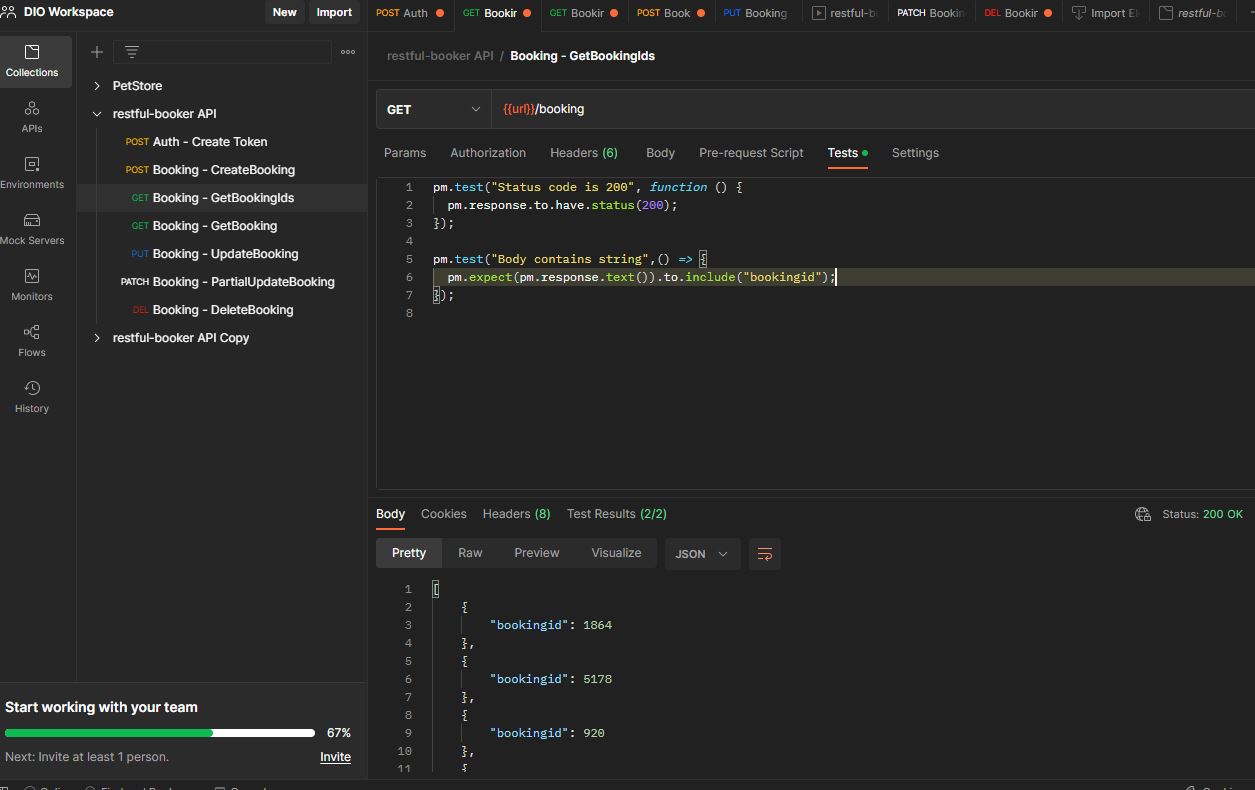 DIO Workspace
New
Import
POST Auth
GET Bookir
GET Bookir
POST Book
PUT Booking
restful-b
PATCH Bookin
DEL Bookir
Import El
restful-bo
Collections
APIs
Environments
Mock Servers
Monitors
Flows
History
PetStore
restful-booker API
POST Auth - Create Token
POST Booking - CreateBooking
GET Booking - GetBookingIds
GET Booking - GetBooking
PUT Booking - UpdateBooking
PATCH Booking - PartialUpdateBooking
DEL Booking - DeleteBooking
restful-booker API Copy
Start working with your team
67%
Next: Invite at least 1 person.
Invite
restful-booker API / Booking - GetBookingIds
GET {{url}}/booking
Params Authorization Headers (6) Body Pre-request Script Tests Settings
1 pm.test("Status code is 200", function () {
2 pm.response.to.have.status(200);
3 });
4
5 pm.test("Body contains string",() => {
6 pm.expect(pm.response.text()).to.include("bookingid");
7 });
8
Body Cookies Headers (8) Test Results (2/2)
Status: 200 OK
Pretty Raw Preview Visualize JSON
1 [
2 {
3 "bookingid": 1864
4 },
5 {
6 "bookingid": 5178
7 },
8 {
9 "bookingid": 920
10 },
11 {